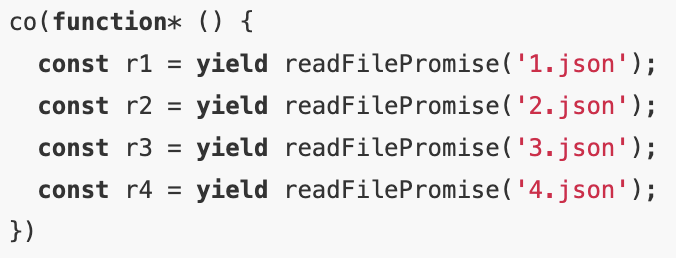 co(function* () {
  const r1 = yield readFilePromise('1.json');
  const r2 = yield readFilePromise('2.json');
  const r3 = yield readFilePromise('3.json');
  const r4 = yield readFilePromise('4.json');
})